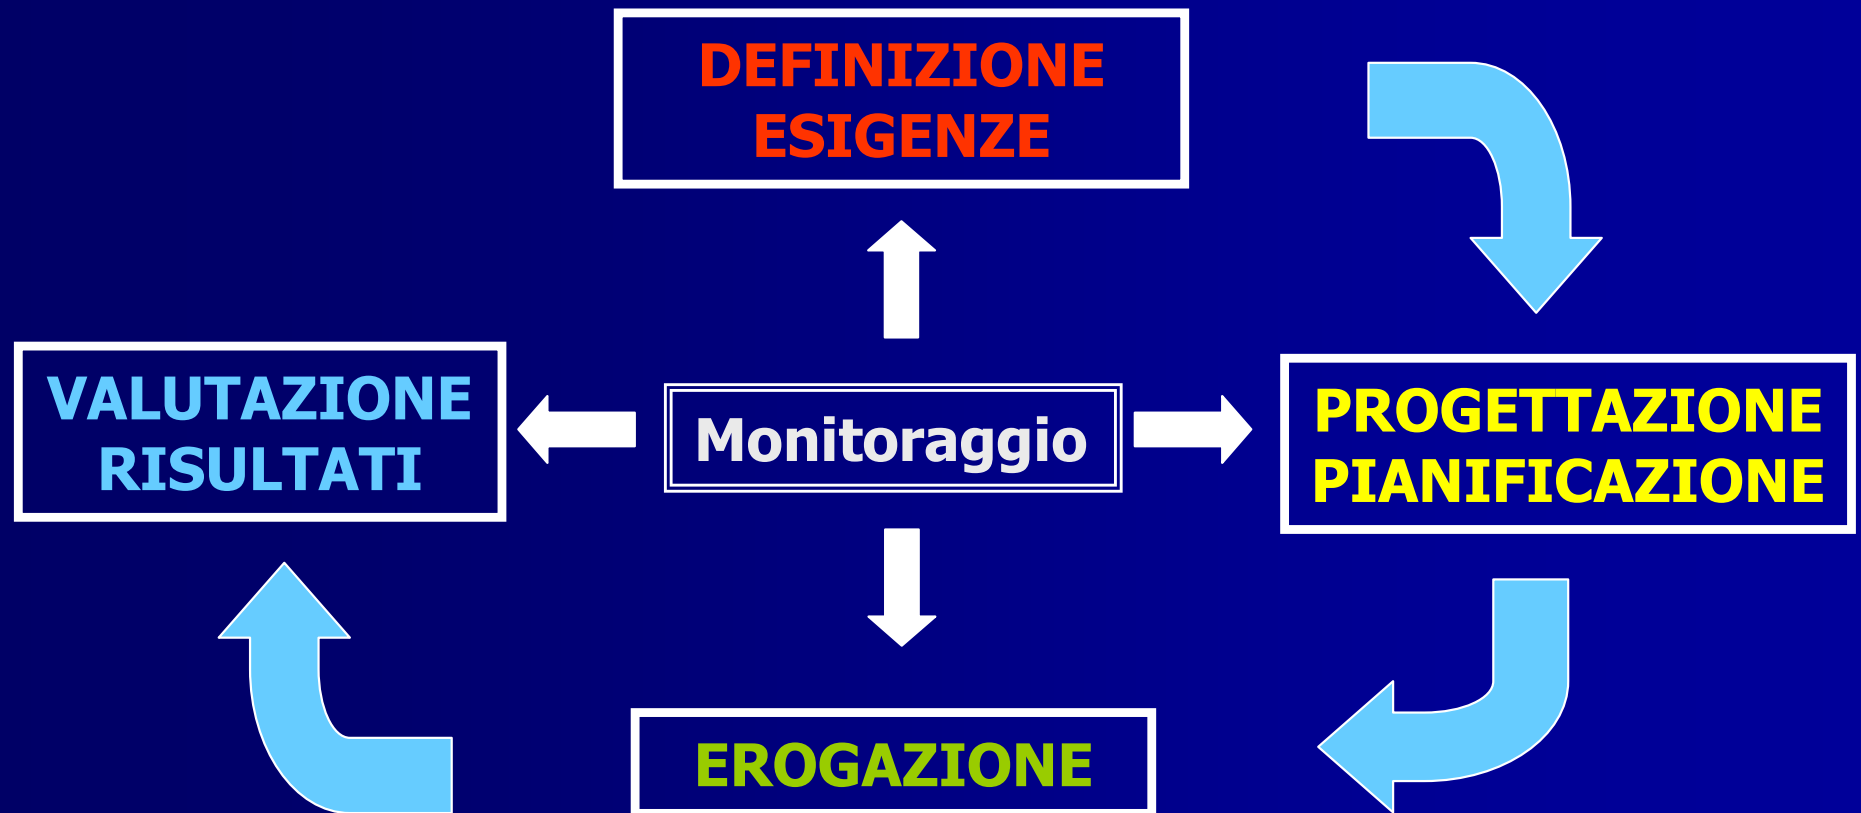 DEFINIZIONE
ESIGENZE
VALUTAZIONE
RISULTATI
Monitoraggio
PROGETTAZIONE
PIANIFICAZIONE
EROGAZIONE